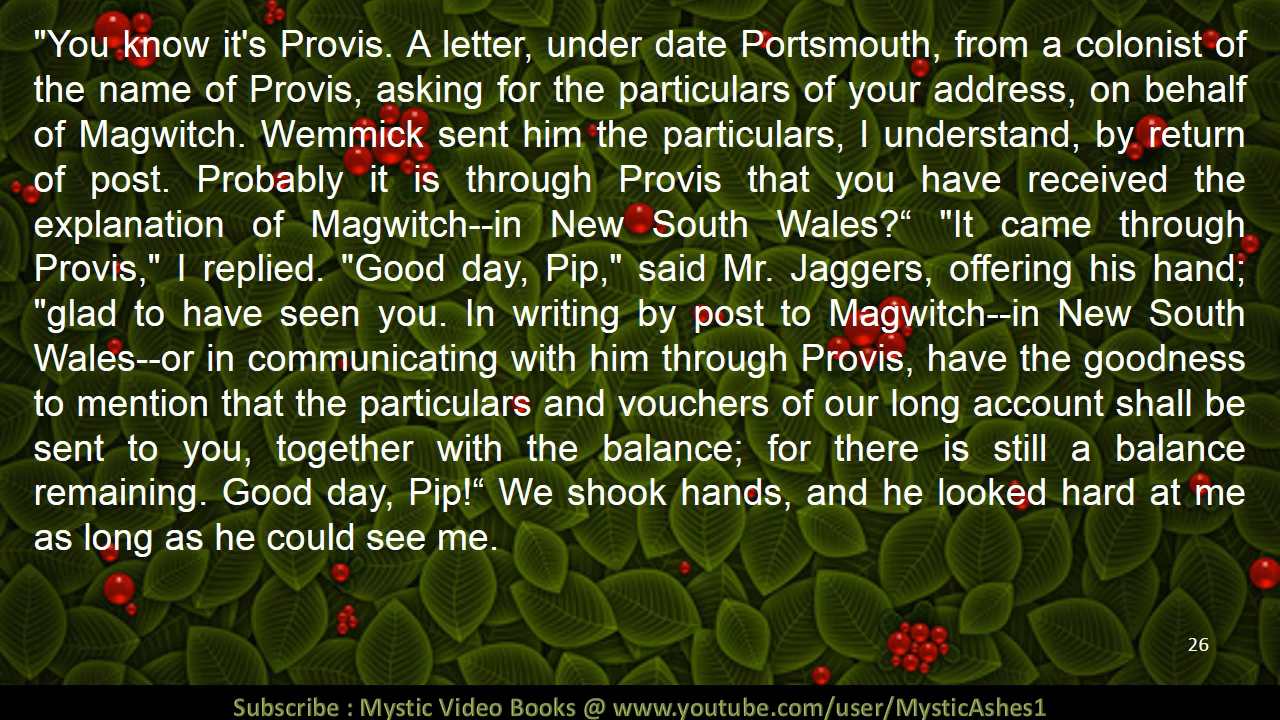 "You know it's Provis. A letter, under date Portsmouth, from a colonist of
the name of Provis, asking for the particulars of your address, on behalf
of Magwitch. Wemmick sent him the particulars, I understand, by return
of post. Probably it is through Provis that you have received the
explanation of Magwitch--in New South Wales?“ "It came through
Provis," I replied. "Good day, Pip," said Mr. Jaggers, offering his hand;
"glad to have seen you. In writing by post to Magwitch--in New South
Wales--or in communicating with him through Provis, have the goodness
to mention that the particulars and vouchers of our long account shall be
sent to you, together with the balance; for there is still a balance
remaining. Good day, Pip!“ We shook hands, and he looked hard at me
as long as he could see me.
26
Subscribe : Mystic Video Books @ www.youtube.com/user/MysticAshes1